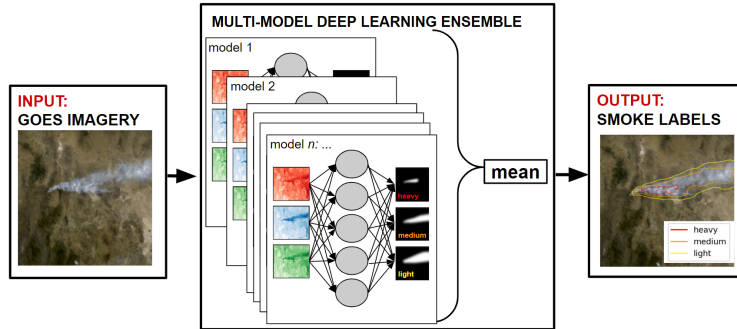 MULTI-MODEL DEEP LEARNING ENSEMBLE
INPUT:
GOES IMAGERY
model 1
model 2
model n: ...
heavy
medium
light
mean
OUTPUT:
SMOKE LABELS
heavy
medium
light